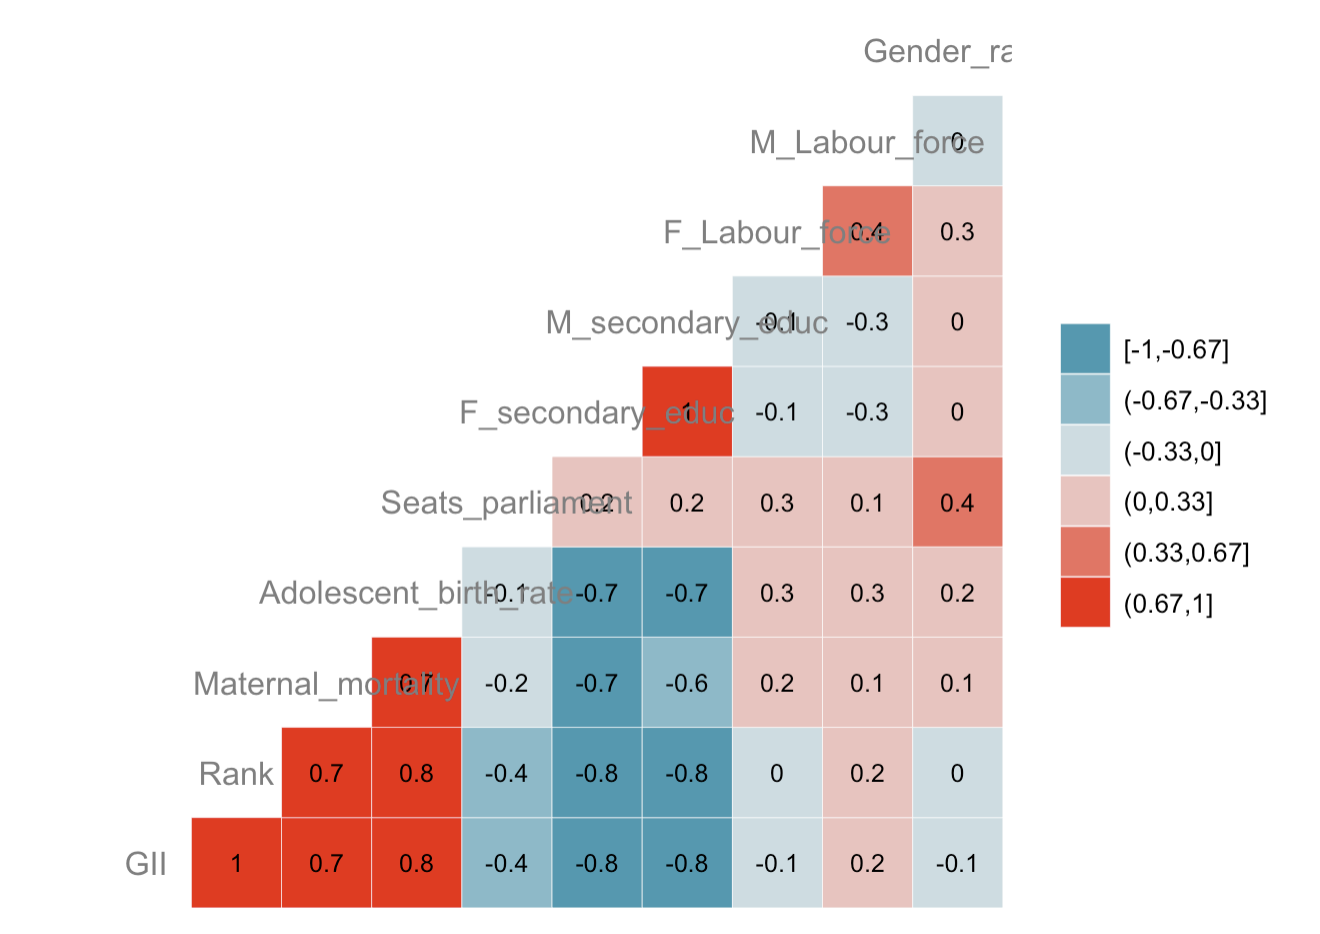 Gender_ra
M_Labour_force 0
F_Labour_force 0.4 0.3
M_secondary_educ -0.1 -0.3 0
F_secondary_educ 1 -0.1 -0.3 0
Seats_parliament 0.2 0.2 0.3 0.1 0.4
Adolescent_birth_rate -0.1 -0.7 -0.7 0.3 0.3 0.2
Maternal_mortality 0.7 -0.2 -0.7 -0.6 0.2 0.1 0.1
Rank 0.7 0.8 -0.4 -0.8 -0.8 0 0.2 0
GII 1 0.7 0.8 -0.4 -0.8 -0.8 -0.1 0.2 -0.1
[-1,-0.67]
(-0.67,-0.33]
(-0.33,0]
(0,0.33]
(0.33,0.67]
(0.67,1]